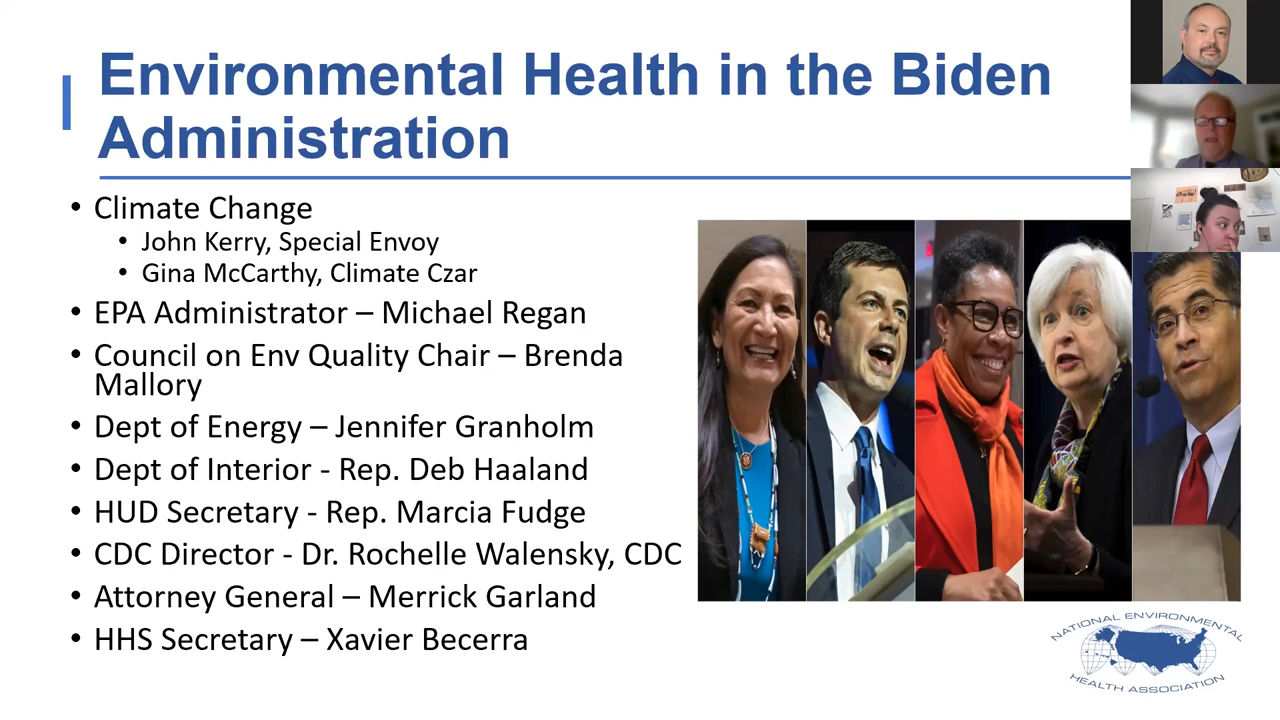 Environmental Health in the Biden
Administration
• Climate Change
• John Kerry, Special Envoy
• Gina McCarthy, Climate Czar
• EPA Administrator – Michael Regan
• Council on Env Quality Chair – Brenda
Mallory
• Dept of Energy – Jennifer Granholm
• Dept of Interior - Rep. Deb Haaland
• HUD Secretary - Rep. Marcia Fudge
• CDC Director - Dr. Rochelle Walensky, CDC
• Attorney General – Merrick Garland
• HHS Secretary – Xavier Becerra
NATIONAL ENVIRONMENTAL
HEALTH ASSOCIATION